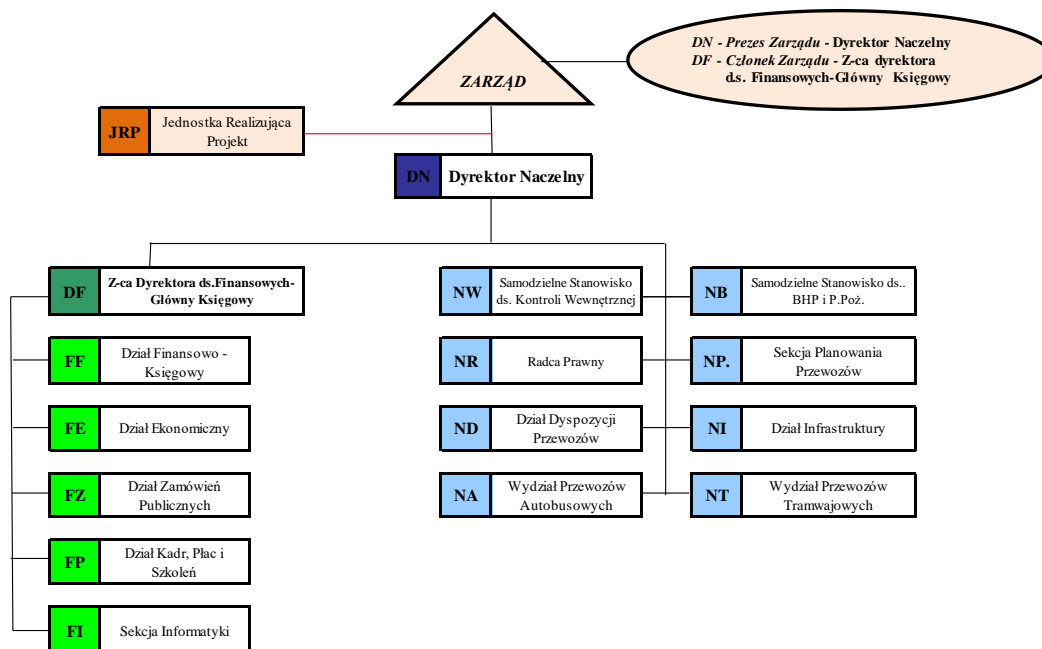 DN - Prezes Zarządu - Dyrektor Naczelny
DF - Członek Zarządu - Z-ca dyrektora
d.s. Finansowych-Główny Księgowy
ZARZĄD
JRP
Jednostka Realizująca
Projekt
DN
Dyrektor Naczelny
DF
Z-ca Dyrektora ds.Finansowych-
Główny Księgowy
NW
Samodzielne Stanowisko
ds. Kontroli Wewnętrznej
NB
Samodzielne Stanowisko ds..
BHP i P.Poż.
FF
Dział Finansowo -
Księgowy
NR
Radca Prawny
NP.
Sekcja Planowania
Przewozów
FE
Dział Ekonomiczny
ND
Dział Dyspozycji
Przewozów
NI
Dział Infrastruktury
FZ
Dział Zamówień
Publicznych
NA
Wydział Przewozów
Autobusowych
NT
Wydział Przewozów
Tramwajowych
FP
Dział Kadr, Płac i
Szkoleń
FI
Sekcja Informatyki